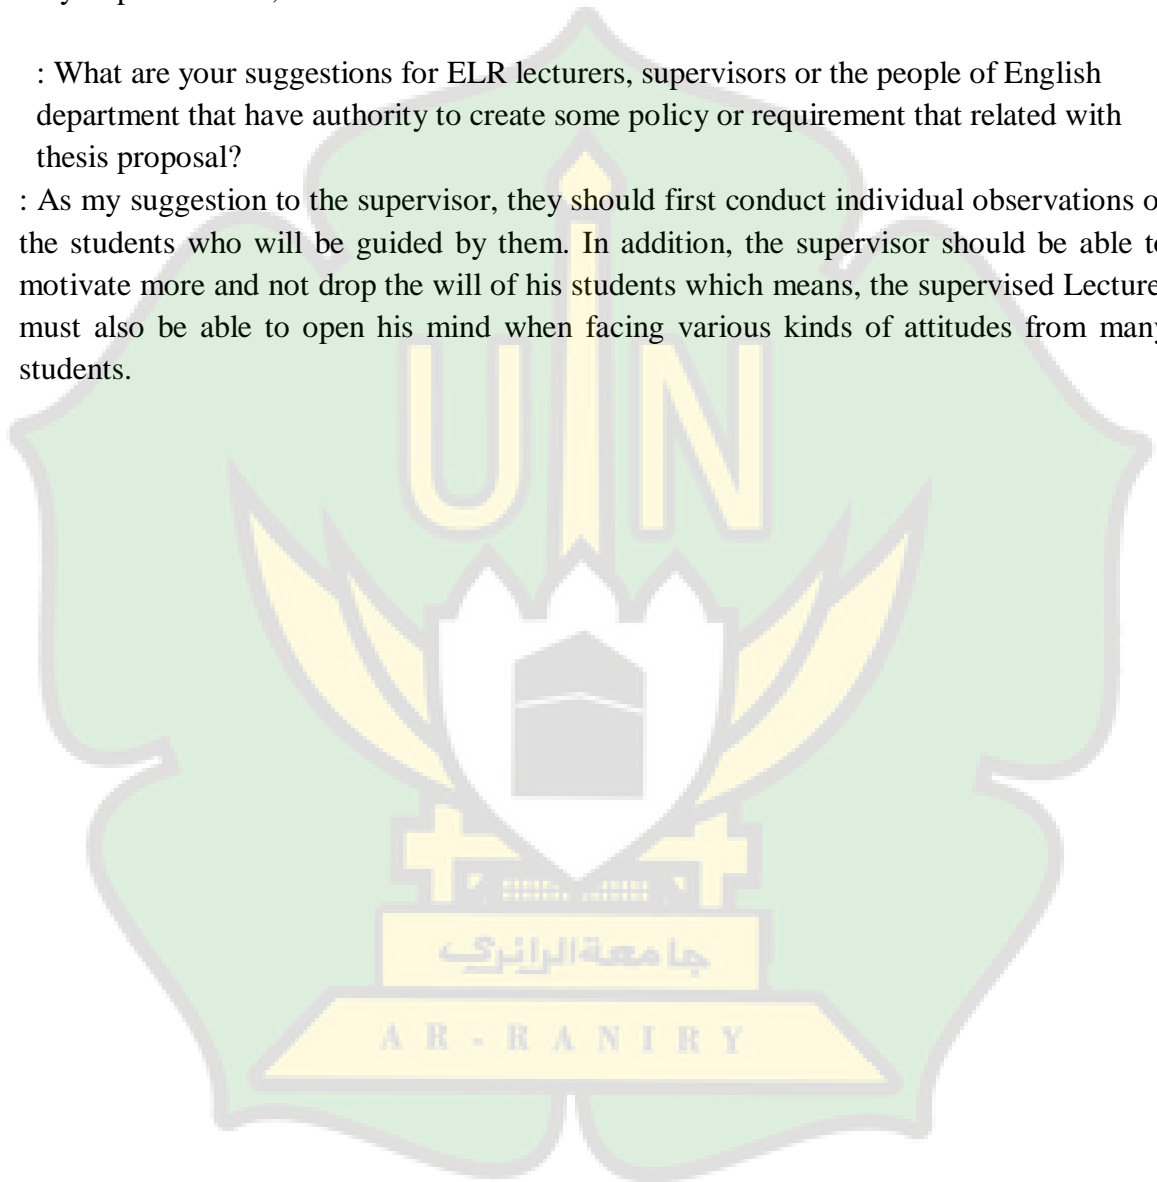 : What are your suggestions for ELR lecturers, supervisors or the people of English
department that have authority to create some policy or requirement that related with
thesis proposal?
: As my suggestion to the supervisor, they should first conduct individual observations
the students who will be guided by them. In addition, the supervisor should be able
motivate more and not drop the will of his students which means, the supervised
must also be able to open his mind when facing various kinds of attitudes from
students.
UIN
جامعة الرانري
AR-RANIRY